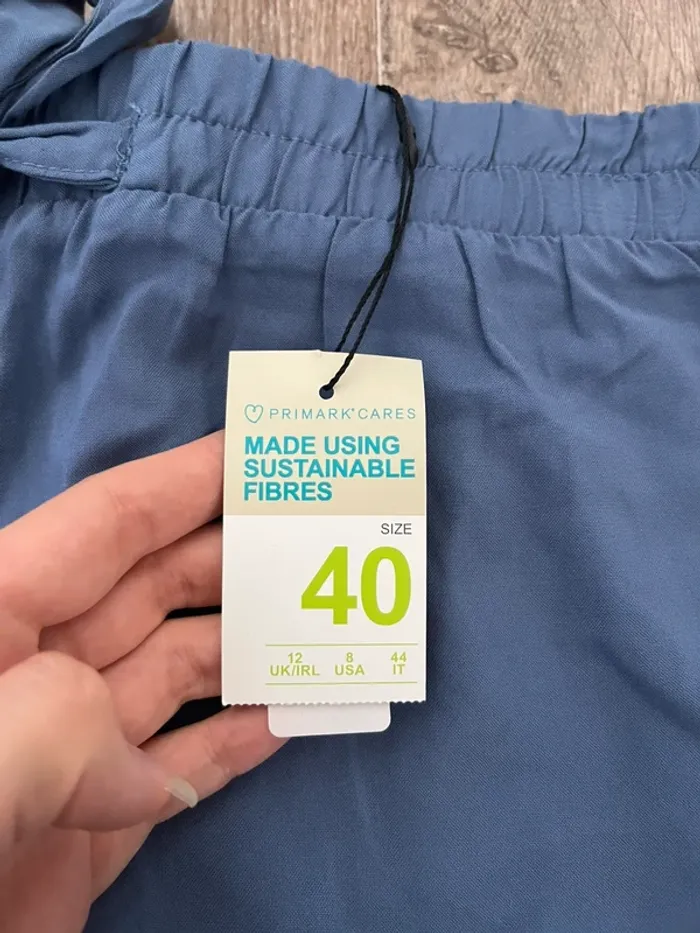 PRIMARK® CARES
MADE USING
SUSTAINABLE
FIBRES
SIZE
40
12 8 44
UK/IRL USA IT